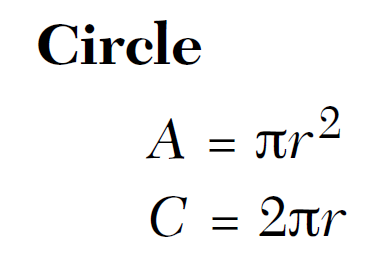 Circle
A = πr²
C = 2πr